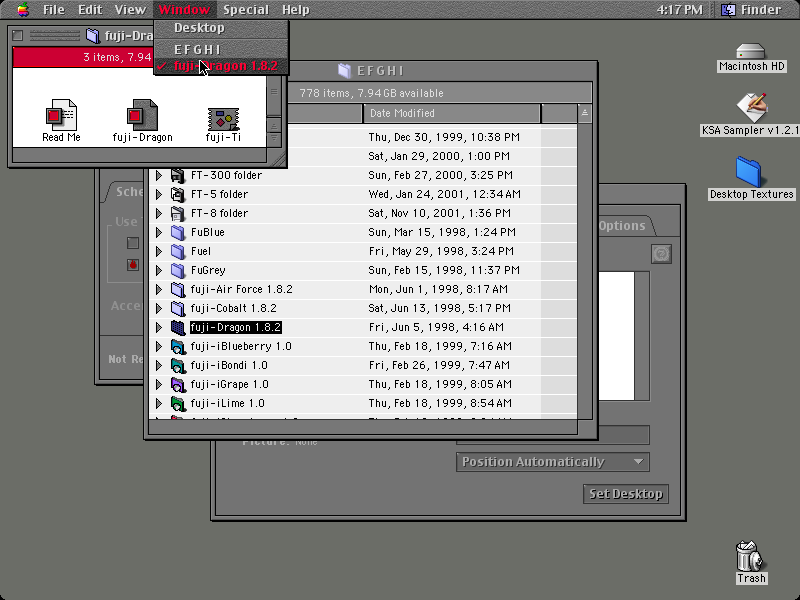 File Edit View Window Special Help 4:17 PM Finder
Desktop
E F G H I
fuji-Dragon 1.8.2
fuji-Dra
3 items, 7.94
Read Me
fuji-Dragon
fuji-Ti
E F G H I
778 items, 7.94 GB available
Date Modified
Thu, Dec 30, 1999, 10:38 PM
Sat, Jan 29, 2000, 1:00 PM
FT-300 folder Sun, Feb 27, 2000, 3:25 PM
FT-5 folder Wed, Jan 24, 2001, 12:34 AM
FT-8 folder Sat, Nov 10, 2001, 1:36 PM
FuBlue Sun, Mar 15, 1998, 1:24 PM
Fuel Fri, May 29, 1998, 3:24 PM
FuGrey Sun, Feb 15, 1998, 11:37 PM
fuji-Air Force 1.8.2 Mon, Jun 1, 1998, 8:17 AM
fuji-Cobalt 1.8.2 Sat, Jun 13, 1998, 5:17 PM
fuji-Dragon 1.8.2 Fri, Jun 5, 1998, 4:16 AM
fuji-iBlueberry 1.0 Thu, Feb 18, 1999, 7:16 AM
fuji-iBondi 1.0 Fri, Feb 26, 1999, 7:47 AM
fuji-iGrape 1.0 Thu, Feb 18, 1999, 8:05 AM
fuji-iLime 1.0 Thu, Feb 18, 1999, 8:54 AM
Sche
Use
Acce
Not Re
Options
Picture: None
Position Automatically
Set Desktop
Macintosh HD
KSA Sampler v1.2.1
Desktop Textures
Trash